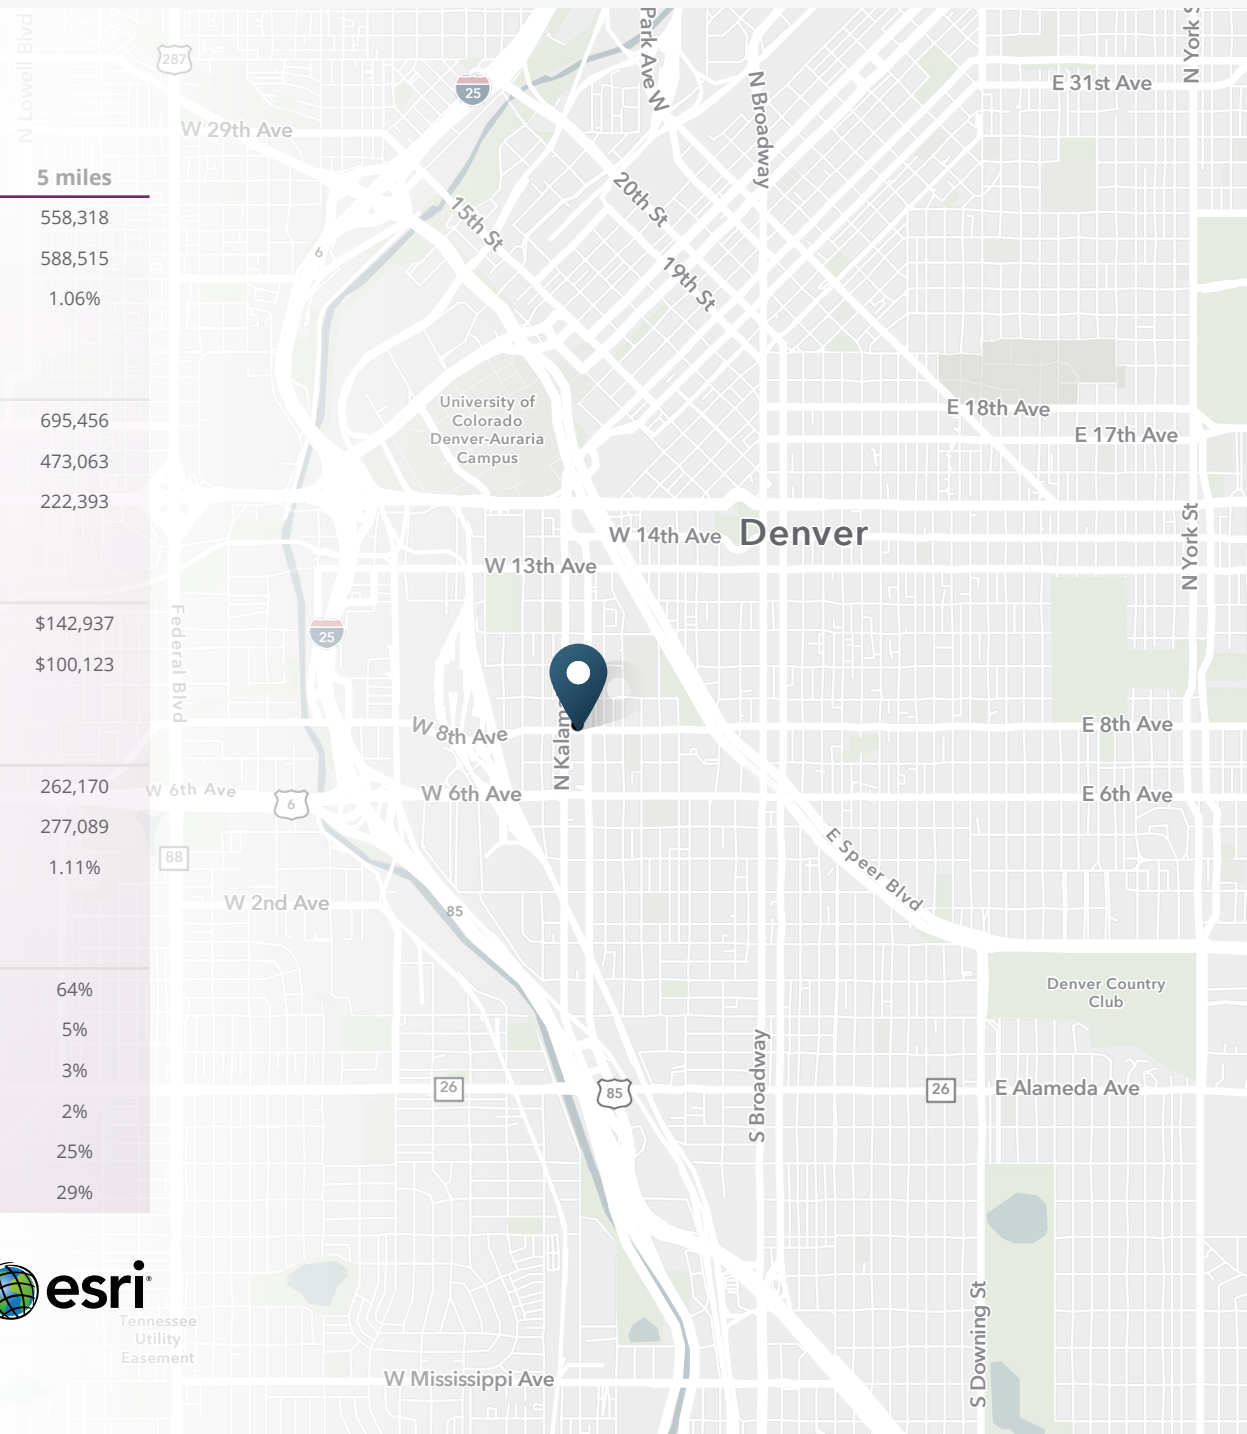 5 miles
558,318
588,515
1.06%
695,456
473,063
222,393
$142,937
$100,123
262,170
277,089
1.11%
64%
5%
3%
2%
25%
29%
esri
N Lowell Blvd
287
25
Park Ave W
N Broadway
E 31st Ave
N York
W 29th Ave
15th St
20th St
19th St
6
University of
Colorado
Denver-Auraria
Campus
E 18th Ave
E 17th Ave
W 14th Ave
Denver
W 13th Ave
N York St
Federal Blvd
25
W 8th Ave
N Kalam
E 8th Ave
W 6th Ave
6
W 6th Ave
E 6th Ave
88
E Speer Blvd
W 2nd Ave
85
Denver Country
Club
26
85
S Broadway
26
E Alameda Ave
Tennessee
Utility
Easement
W Mississippi Ave
S Downing St